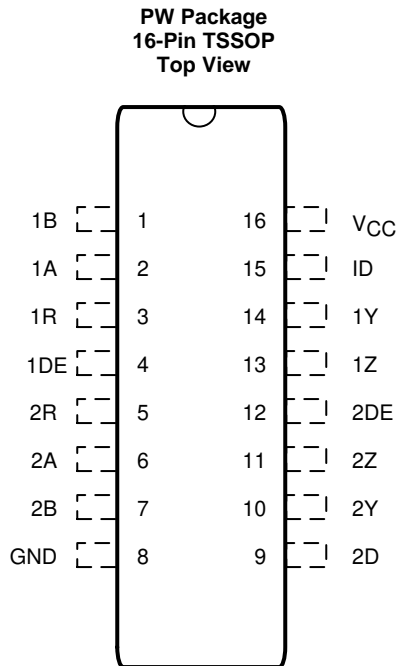 PW Package
16-Pin TSSOP
Top View
1B 1 16 VCC
1A 2 15 ID
1R 3 14 1Y
1DE 4 13 1Z
2R 5 12 2DE
2A 6 11 2Z
2B 7 10 2Y
GND 8 9 2D